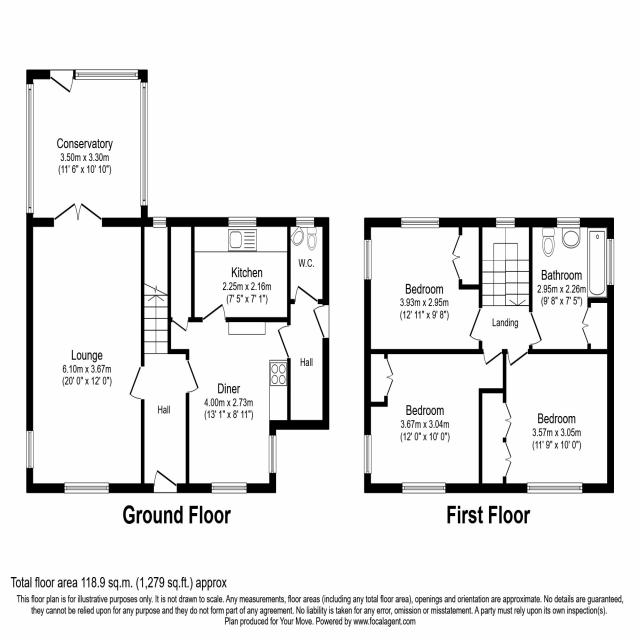 Conservatory
3.50m x 3.30m
(11' 6" x 10' 10")
Kitchen
2.25m x 2.16m
(7' 5" x 7' 1")
W.C.
Lounge
6.10m x 3.67m
(20' 0" x 12' 0")
Hall
Diner
4.00m x 2.73m
(13' 1" x 8' 11")
Hall
Ground Floor
Bedroom
3.93m x 2.95m
(12' 11" x 9' 8")
Landing
Bathroom
2.95m x 2.26m
(9' 8" x 7' 5")
Bedroom
3.67m x 3.04m
(12' 0" x 10' 0")
Bedroom
3.57m x 3.05m
(11' 9" x 10' 0")
First Floor
Total floor area 118.9 sq.m. (1,279 sq.ft.) approx
This floor plan is for illustrative purposes only. It is not drawn to scale. Any measurements, floor areas (including any total floor area), openings and orientation are approximate. No details are guaranteed,
they cannot be relied upon for any purpose and they do not form part of any agreement. No liability is taken for any error, omission or misstatement. A party must rely upon its own inspection(s).
Plan produced for Your Move. Powered by www.focalagent.com